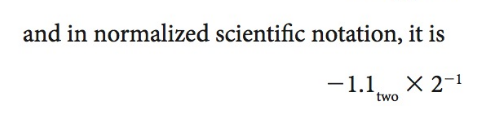 and in normalized scientific notation, it is
−1.1two × 2−1